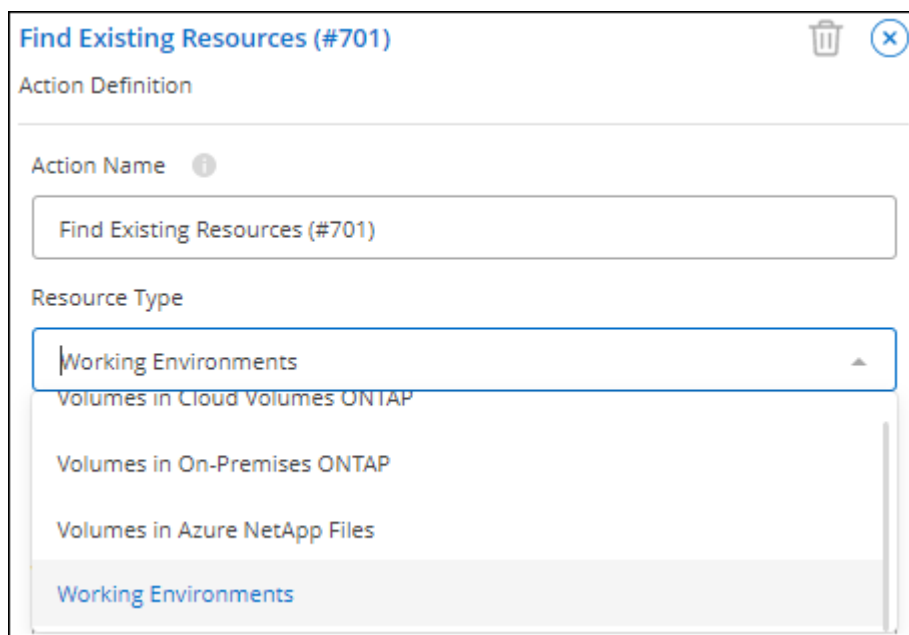 Find Existing Resources (#701)
Action Definition
Action Name
Find Existing Resources (#701)
Resource Type
Working Environments
Volumes in Cloud Volumes ONTAP
Volumes in On-Premises ONTAP
Volumes in Azure NetApp Files
Working Environments